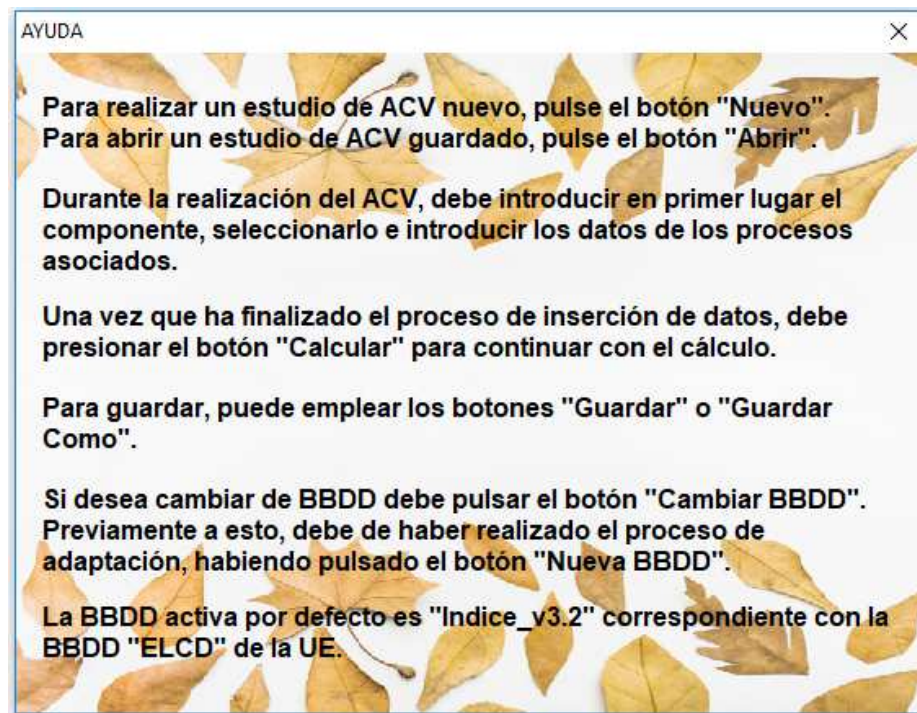 AYUDA
Para realizar un estudio de ACV nuevo, pulse el botón "Nuevo".
Para abrir un estudio de ACV guardado, pulse el botón "Abrir".
Durante la realización del ACV, debe introducir en primer lugar el
componente, seleccionarlo e introducir los datos de los procesos
asociados.
Una vez que ha finalizado el proceso de inserción de datos, debe
presionar el botón "Calcular" para continuar con el cálculo.
Para guardar, puede emplear los botones "Guardar" o "Guardar
Como".
Si desea cambiar de BBDD debe pulsar el botón "Cambiar BBDD".
Previamente a esto, debe de haber realizado el proceso de
adaptación, habiendo pulsado el botón "Nueva BBDD".
La BBDD activa por defecto es "Indice_v3.2" correspondiente con la
BBDD "ELCD" de la UE.